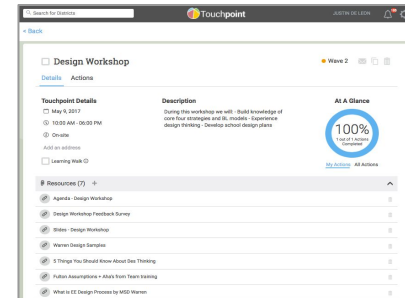 Search for Districts
Touchpoint
JUSTIN DE LEON
< Back
Design Workshop
Wave 2
Details
Actions
Touchpoint Details
May 9, 2017
10:00 AM - 06:00 PM
On-site
Add an address
Learning Walk
Description
During this workshop we will: - Build knowledge of
core four strategies and BL models - Experience
design thinking - Develop school design plans
At A Glance
100%
1 out of 1 Actions
Completed
My Actions All Actions
Resources (7) +
Agenda - Design Workshop
Design Workshop Feedback Survey
Slides - Design Workshop
Warren Design Samples
5 Things You Should Know About Des Thinking
Fulton Assumptions + Aha's from Team training
What is EE Design Process by MSD Warren